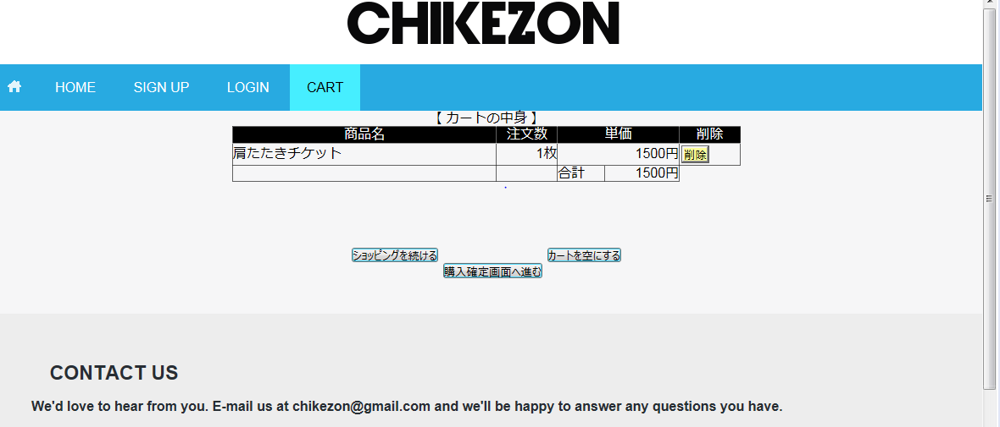 CHIKEZON
HOME SIGN UP LOGIN CART
【 カートの中身 】
商品名 注文数 単価 削除
肩たたきチケット 1枚 1500円 削除
合計 1500円
ショッピングを続ける カートを空にする
購入確定画面へ進む
CONTACT US
We'd love to hear from you. E-mail us at chikezon@gmail.com and we'll be happy to answer any questions you have.